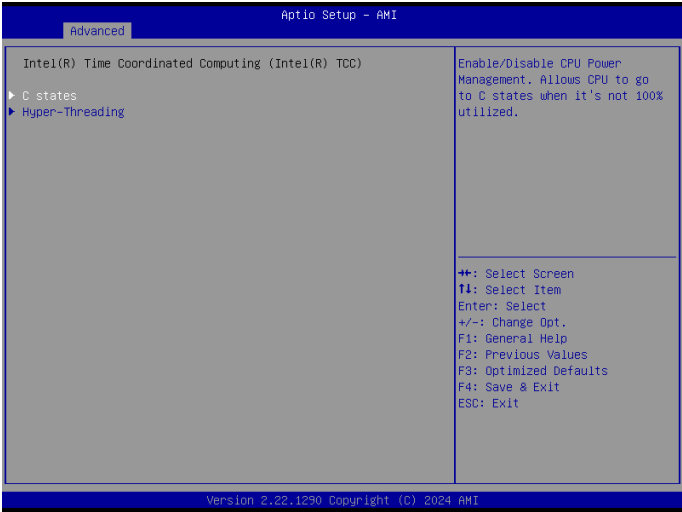 Aptio Setup - AMI
Advanced
Intel(R) Time Coordinated Computing (Intel(R) TCC)
C states
Hyper-Threading
Enable/Disable CPU Power
Management. Allows CPU to go
to C states when it's not 100%
utilized.
→←: Select Screen
↑↓: Select Item
Enter: Select
+/-: Change Opt.
F1: General Help
F2: Previous Values
F3: Optimized Defaults
F4: Save & Exit
ESC: Exit
Version 2.22.1290 Copyright (C) 2024 AMI